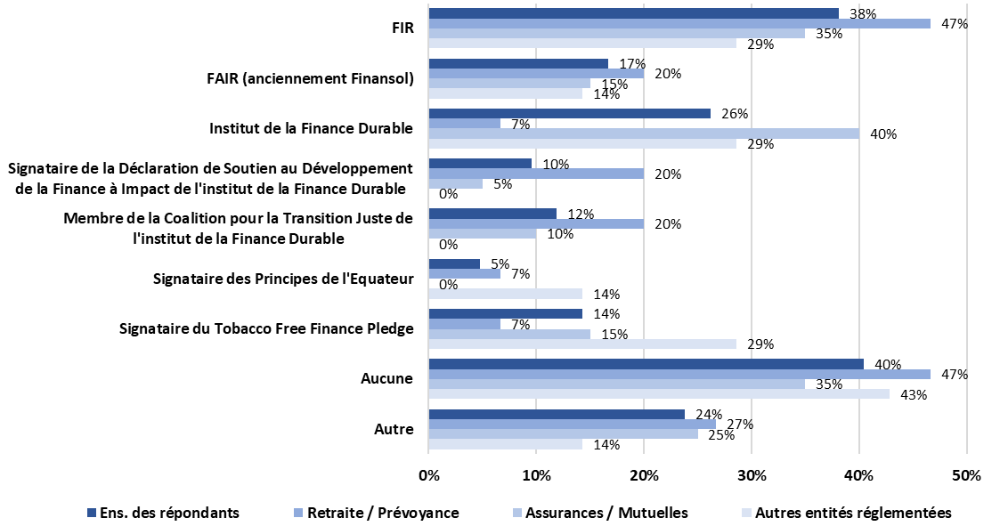 FIR
38%
47%
35%
29%
FAIR (anciennement Finansol)
17%
20%
15%
14%
Institut de la Finance Durable
26%
7%
40%
29%
Signataire de la Déclaration de Soutien au Développement
de la Finance à Impact de l'institut de la Finance Durable
10%
20%
5%
0%
Membre de la Coalition pour la Transition Juste de
l'institut de la Finance Durable
12%
20%
10%
0%
Signataire des Principes de l'Equateur
5%
7%
0%
14%
Signataire du Tobacco Free Finance Pledge
14%
7%
15%
29%
Aucune
40%
47%
35%
43%
Autre
24%
27%
25%
14%
0% 10% 20% 30% 40% 50%
Ens. des répondants Retraite / Prévoyance Assurances / Mutuelles Autres entités réglementées